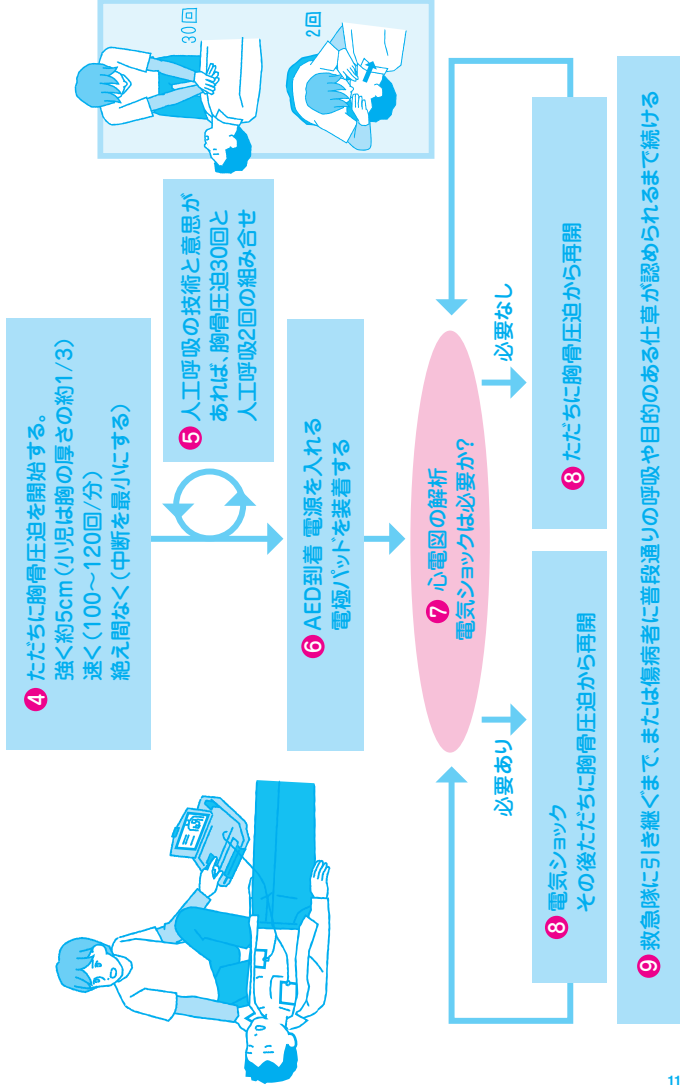 ❹ ただちに胸骨圧迫を開始する。
強く約5cm（小児は胸の厚さの約1/3）
速く（100～120回/分）
絶え間なく（中断を最小にする）
❺ 人工呼吸の技術と意思が
あれば、胸骨圧迫30回と
人工呼吸2回の組み合せ
30回
2回
❻ AED到着 電源を入れる
電極パッドを装着する
❼ 心電図の解析
電気ショックは必要か?
必要あり
必要なし
❽ 電気ショック
その後ただちに胸骨圧迫から再開
❽ ただちに胸骨圧迫から再開
❾ 救急隊に引き継ぐまで、または傷病者に普段通りの呼吸や目的のある仕草が認められるまで続ける
11